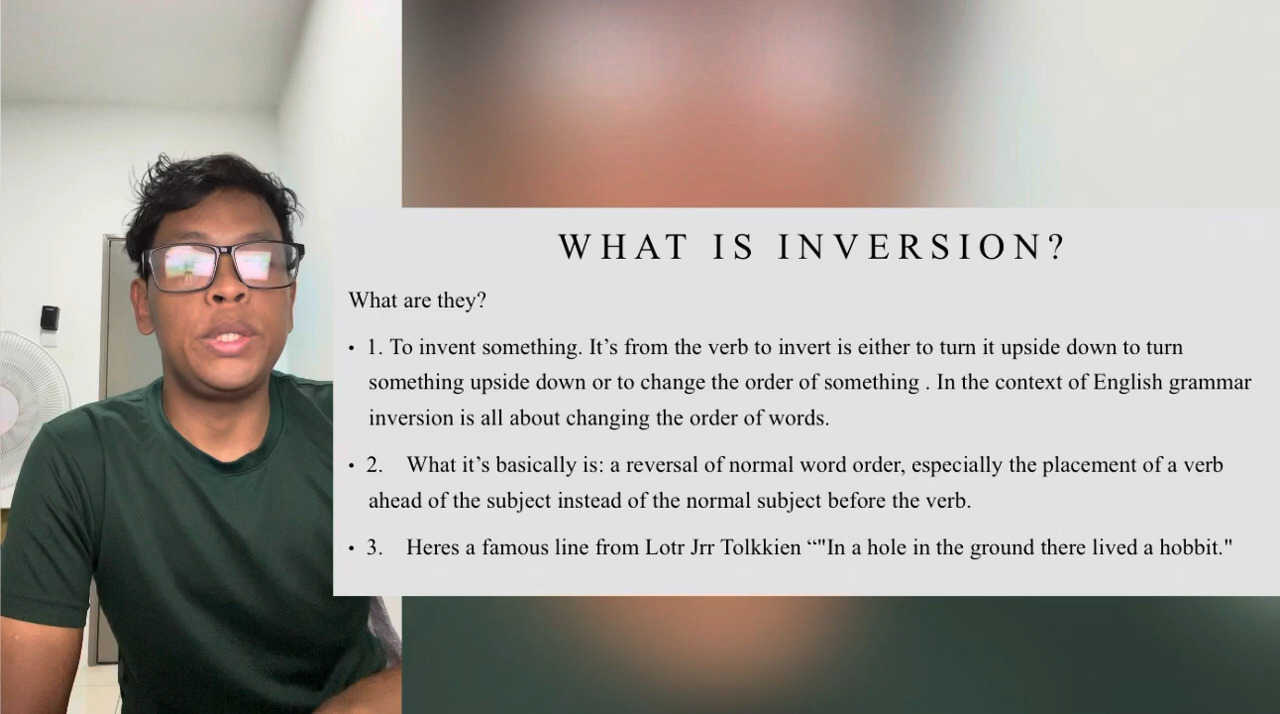 WHAT IS INVERSION?
What are they?
• 1. To invent something. It’s from the verb to invert is either to turn it upside down to turn
something upside down or to change the order of something . In the context of English grammar
inversion is all about changing the order of words.
• 2. What it’s basically is: a reversal of normal word order, especially the placement of a verb
ahead of the subject instead of the normal subject before the verb.
• 3. Heres a famous line from Lotr Jrr Tolkkien “"In a hole in the ground there lived a hobbit."